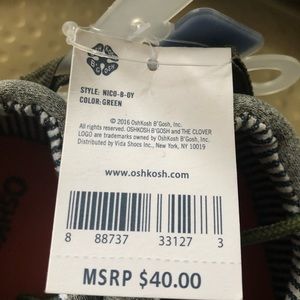 STYLE: NICO-B-OY
COLOR: GREEN
© 2016 OshKosh B'Gosh, Inc.
All rights reserved. OSHKOSH B'GOSH and THE CLOVER
LOGO are trademarks owned by OshKosh B'Gosh, Inc.
Distributed by Vida Shoes Inc., New York, NY 10019
www.oshkosh.com
8 88737 33127 3
MSRP $40.00
OshKosh